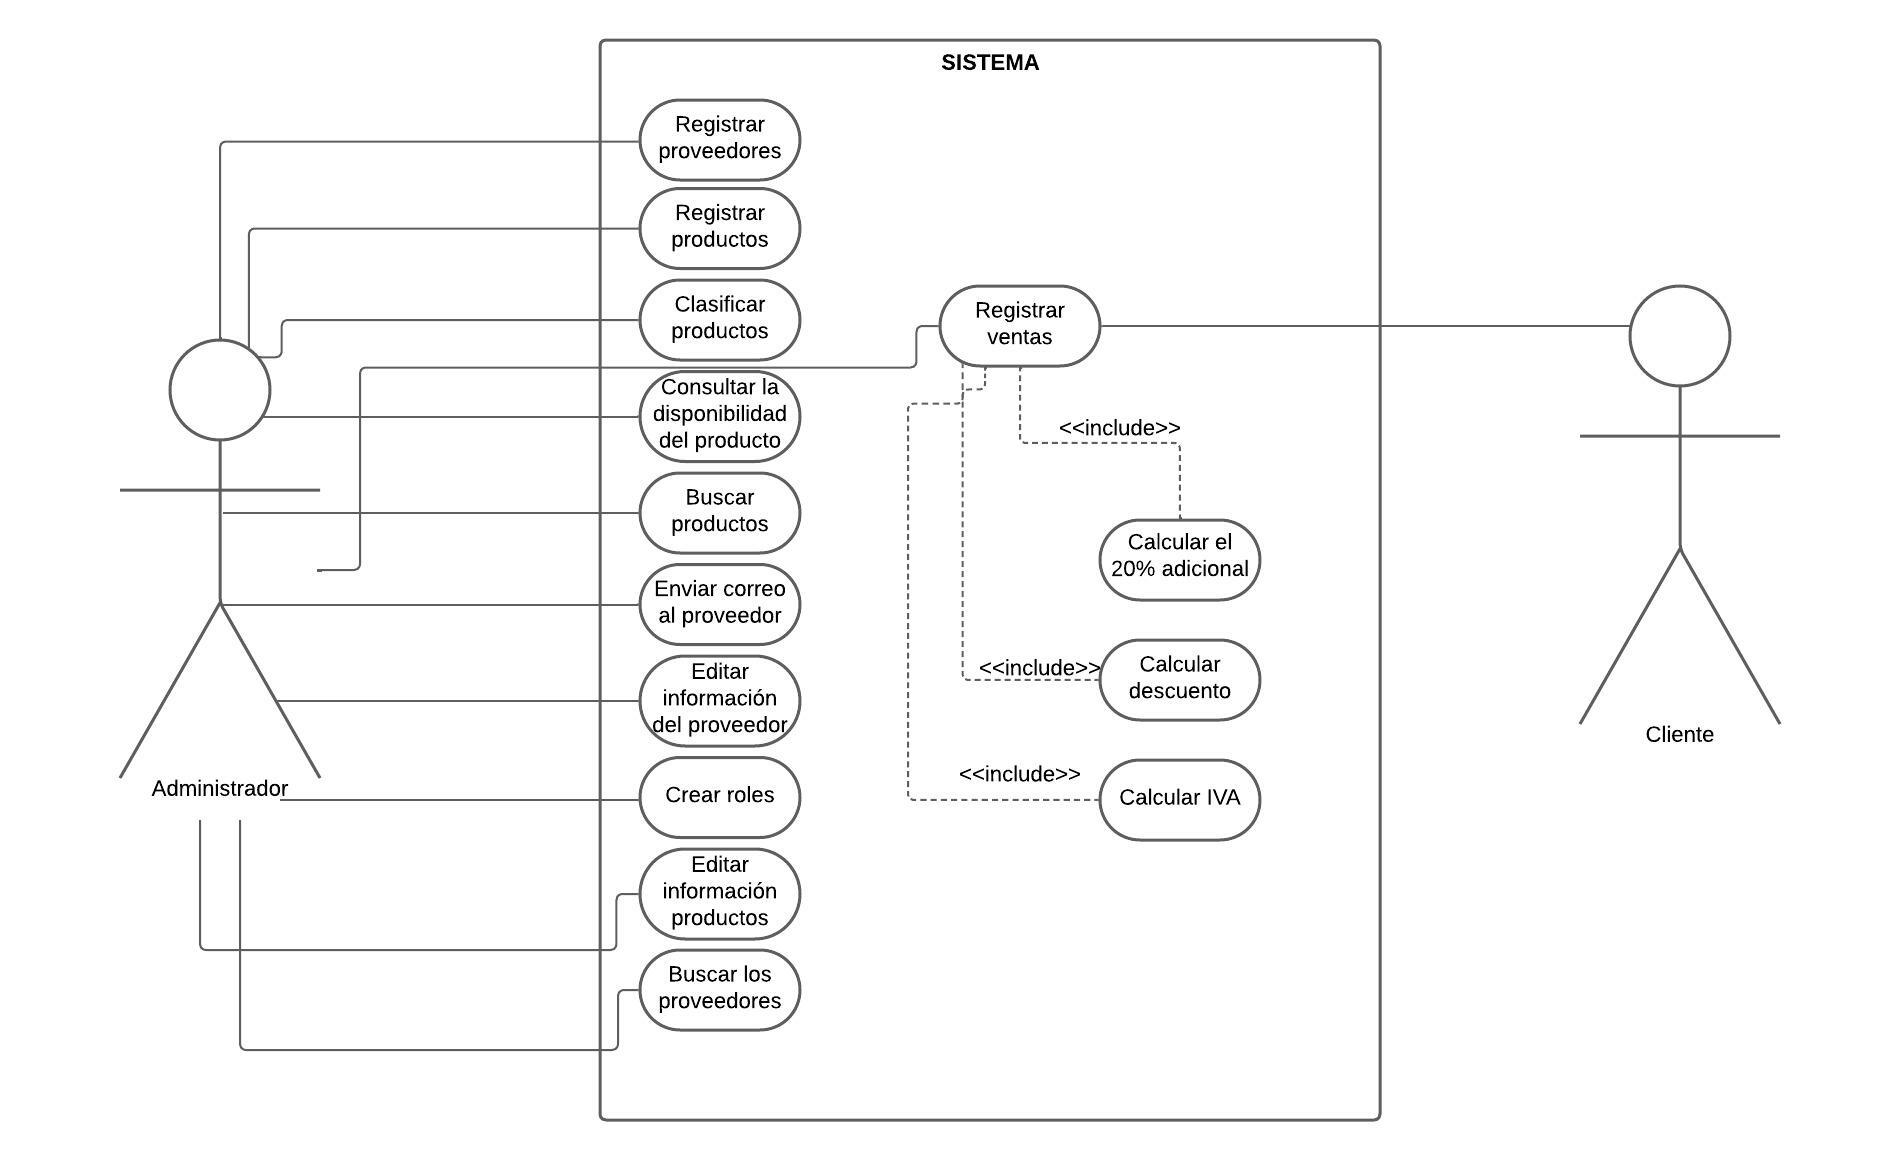 SISTEMA
Registrar
proveedores
Registrar
productos
Clasificar
productos
Registrar
ventas
Consultar la
disponibilidad
del producto
<<include>>
Buscar
productos
Calcular el
20% adicional
Enviar correo
al proveedor
Editar
información
del proveedor
<<include>>
Calcular
descuento
Cliente
Administrador
Crear roles
<<include>>
Calcular IVA
Editar
información
productos
Buscar los
proveedores